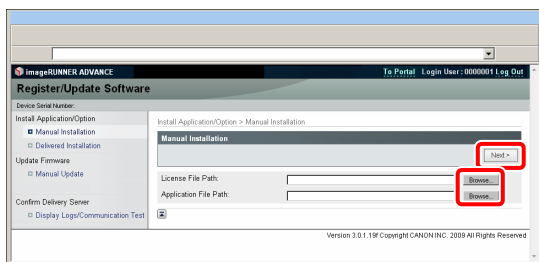 imageRUNNER ADVANCE To Portal Login User : 0000001 Log Out
Register/Update Software
Device Serial Number:
Install Application/Option
Manual Installation
Delivered Installation
Update Firmware
Manual Update
Confirm Delivery Server
Display Logs/Communication Test
Install Application/Option > Manual Installation
Manual Installation
Next
License File Path: Browse...
Application File Path: Browse...
Version 3.0.1.19f Copyright CANON INC. 2009 All Rights Reserved